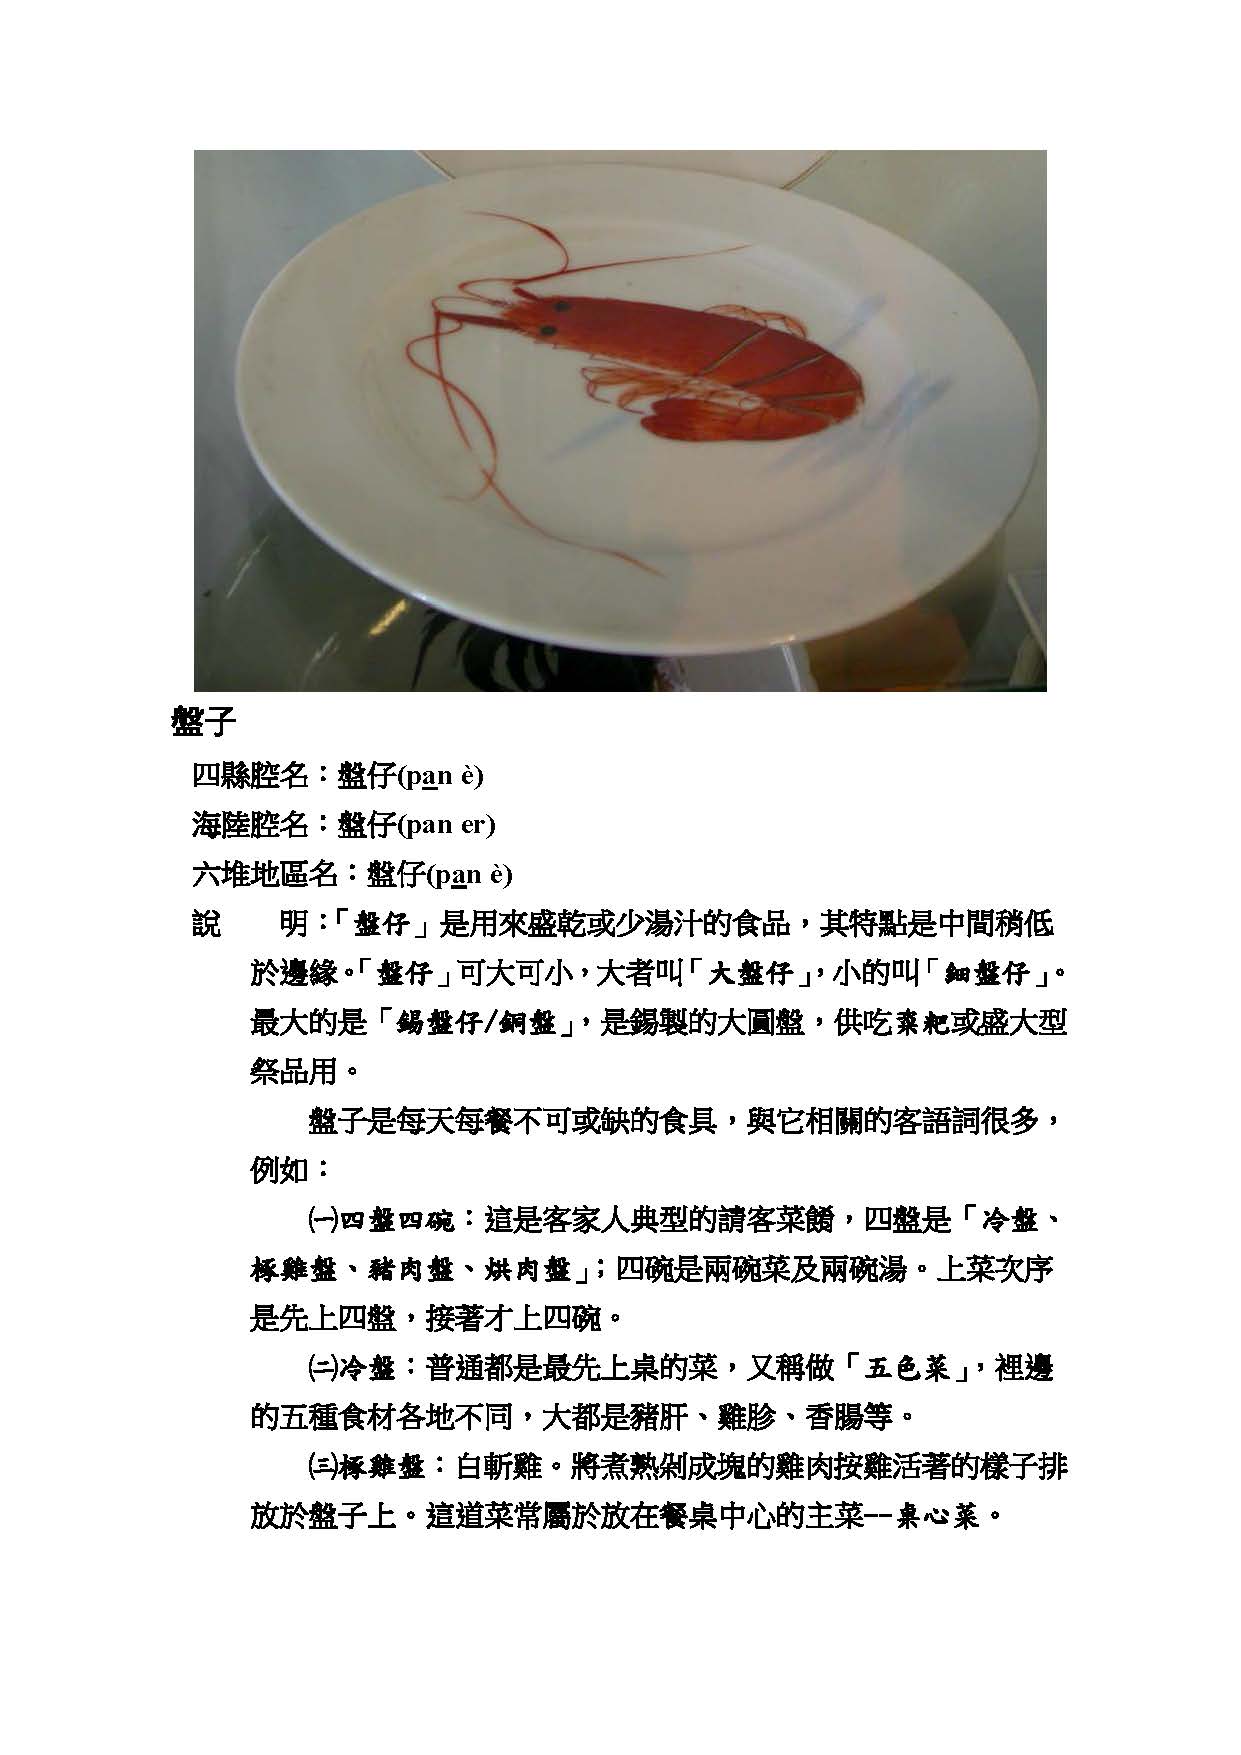 盤子
四縣腔名：盤仔(pan è)
海陸腔名：盤仔(pan er)
六堆地區名：盤仔(pan è)
說　　明：「盤仔」是用來盛乾或少湯汁的食品，其特點是中間稍低
於邊緣。「盤仔」可大可小，大者叫「大盤仔」，小的叫「細盤仔」。
最大的是「錫盤仔/銅盤」，是錫製的大圓盤，供吃粢粑或盛大型
祭品用。
盤子是每天每餐不可或缺的食具，與它相關的客語詞很多，
例如：
㈠四盤四碗：這是客家人典型的請客菜餚，四盤是「冷盤、
椓雞盤、豬肉盤、烘肉盤」；四碗是兩碗菜及兩碗湯。上菜次序
是先上四盤，接著才上四碗。
㈡冷盤：普通都是最先上桌的菜，又稱做「五色菜」，裡邊
的五種食材各地不同，大都是豬肝、雞胗、香腸等。
㈢椓雞盤：白斬雞。將煮熟剁成塊的雞肉按雞活著的樣子排
放於盤子上。這道菜常屬於放在餐桌中心的主菜--桌心菜。